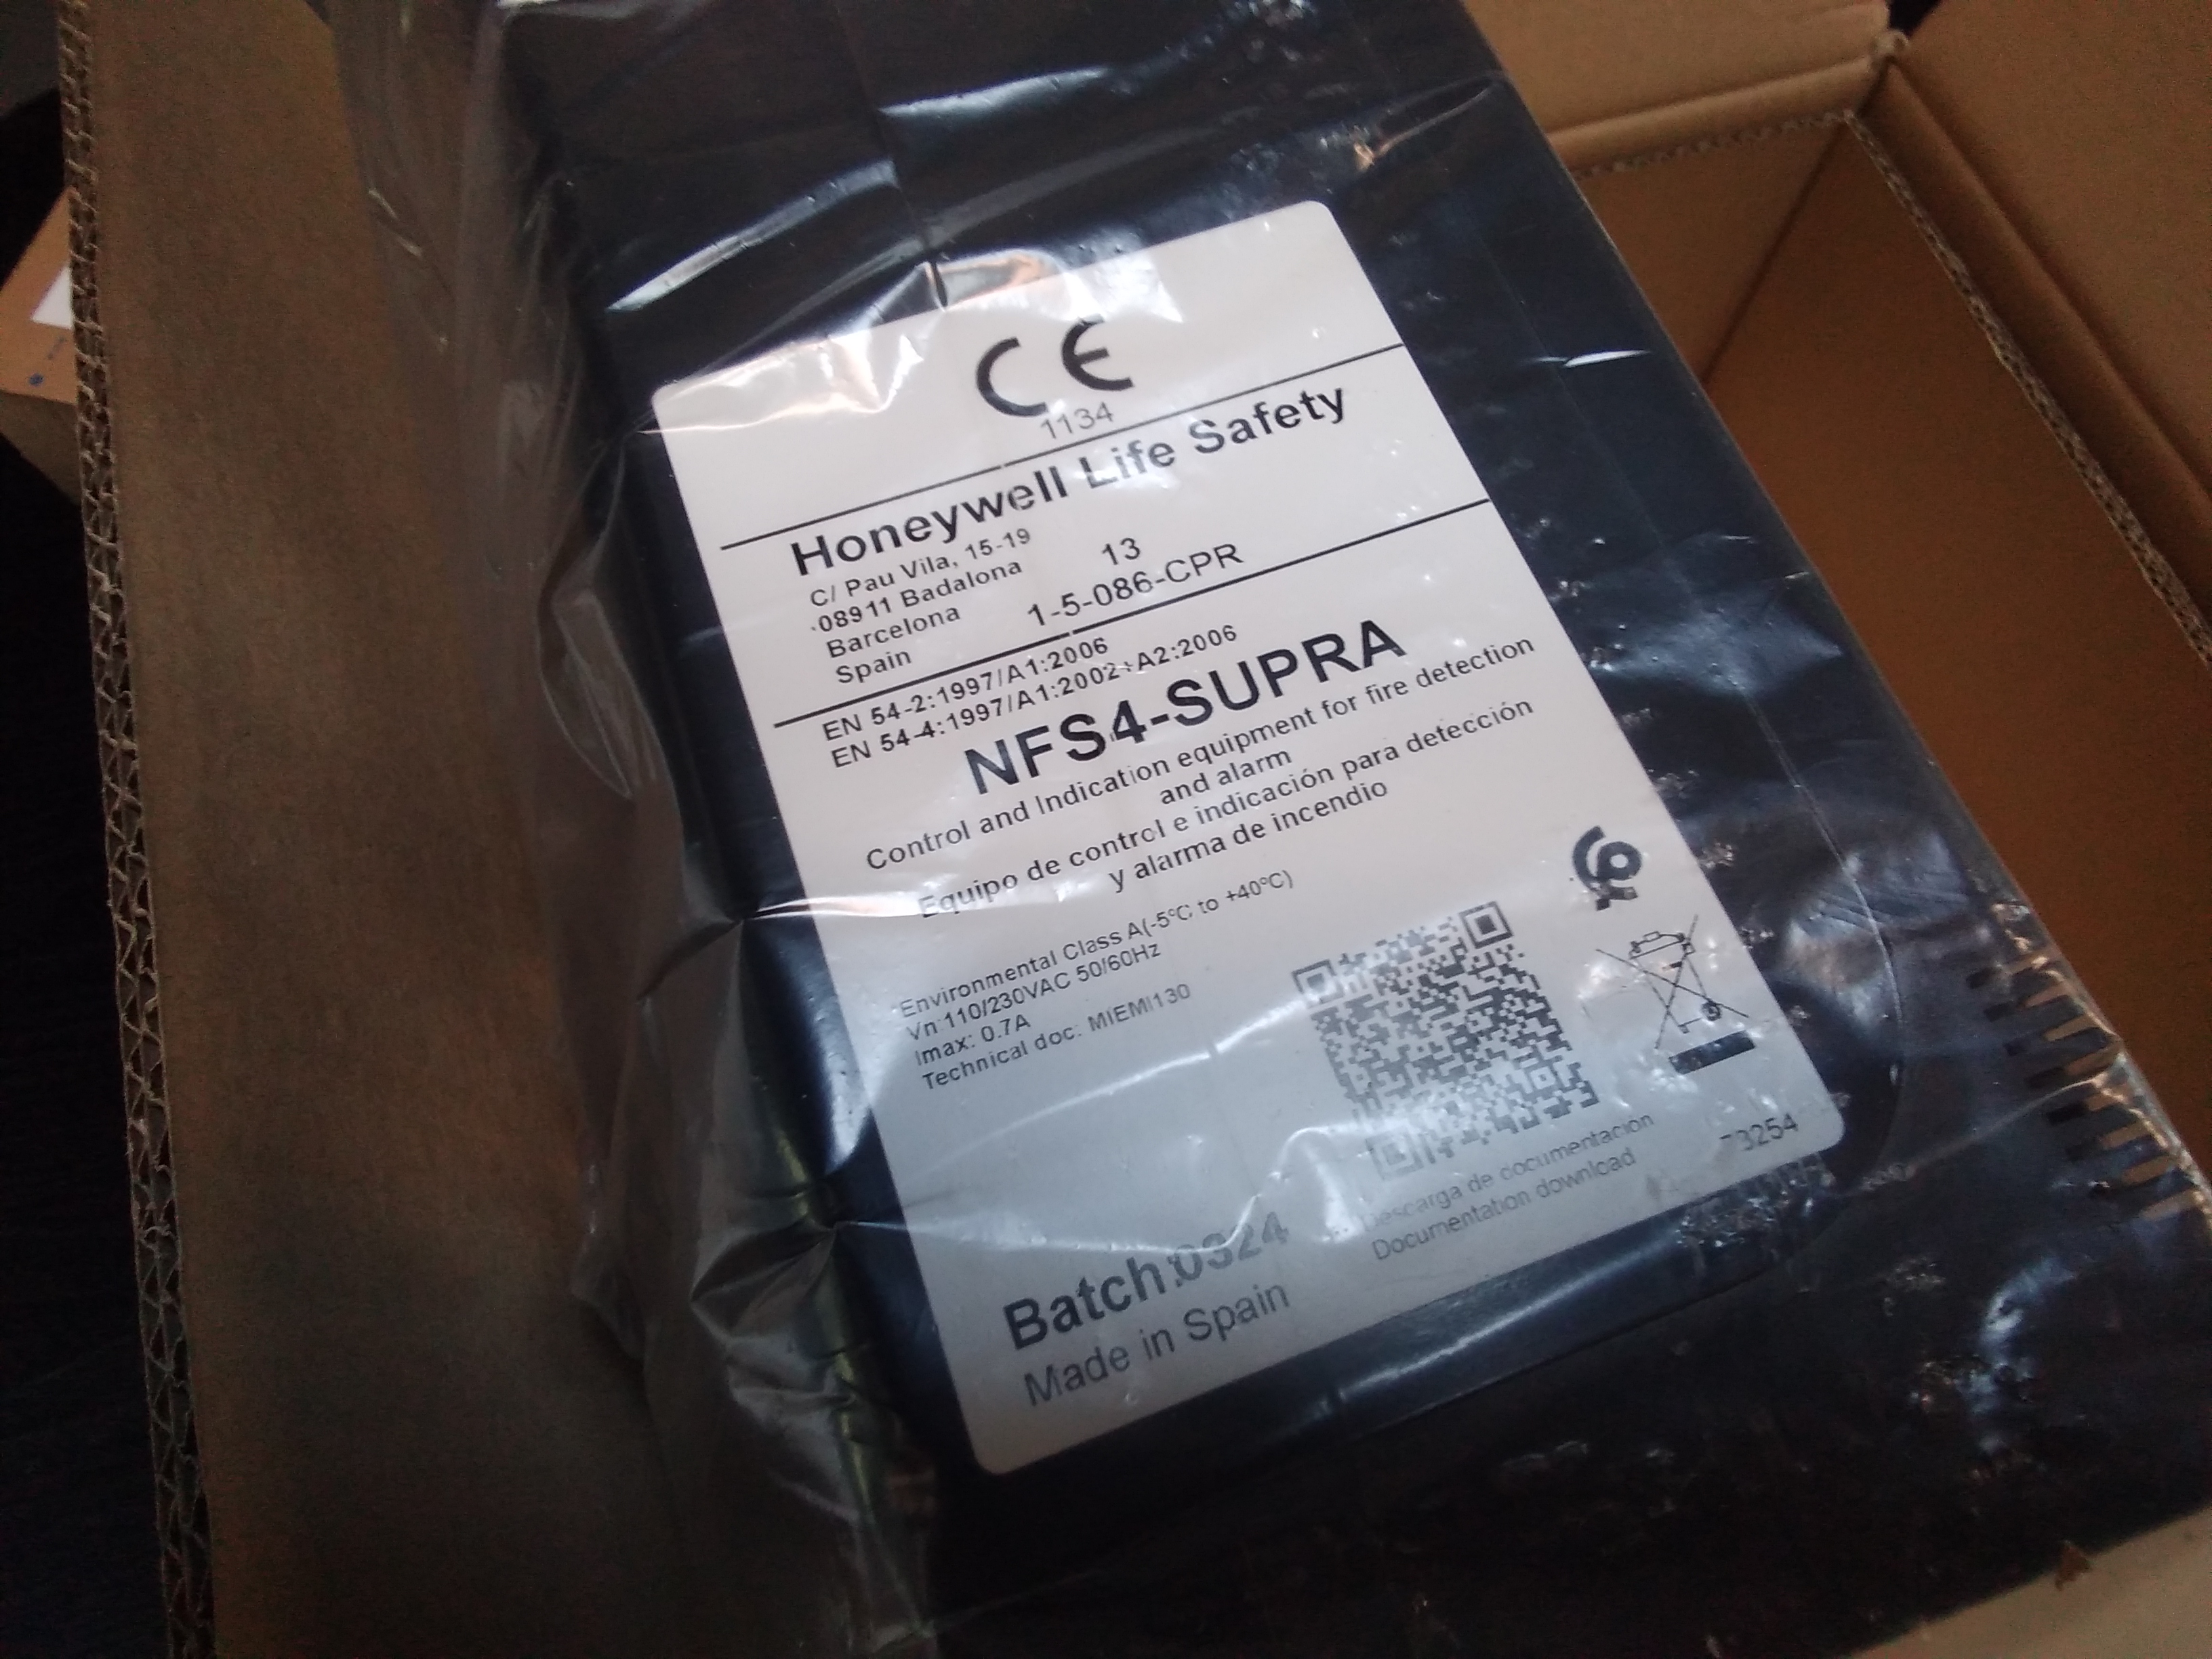 CE
1134
Honeywell Life Safety
C/ Pau Vila, 15-19
08911 Badalona
Barcelona
Spain
13
1-5-086-CPR
EN 54-2:1997/A1:2006
EN 54-4:1997/A1:2002+A2:2006
NFS4-SUPRA
Control and Indication equipment for fire detection
and alarm
Equipo de control e indicación para detección
y alarma de incendio
Environmental Class A(-5ºC to +40ºC)
Vn:110/230VAC 50/60Hz
Imax: 0.7A
Technical doc: MIEMI130
Descarga de documentación
Documentation download
Batch:0324
Made in Spain